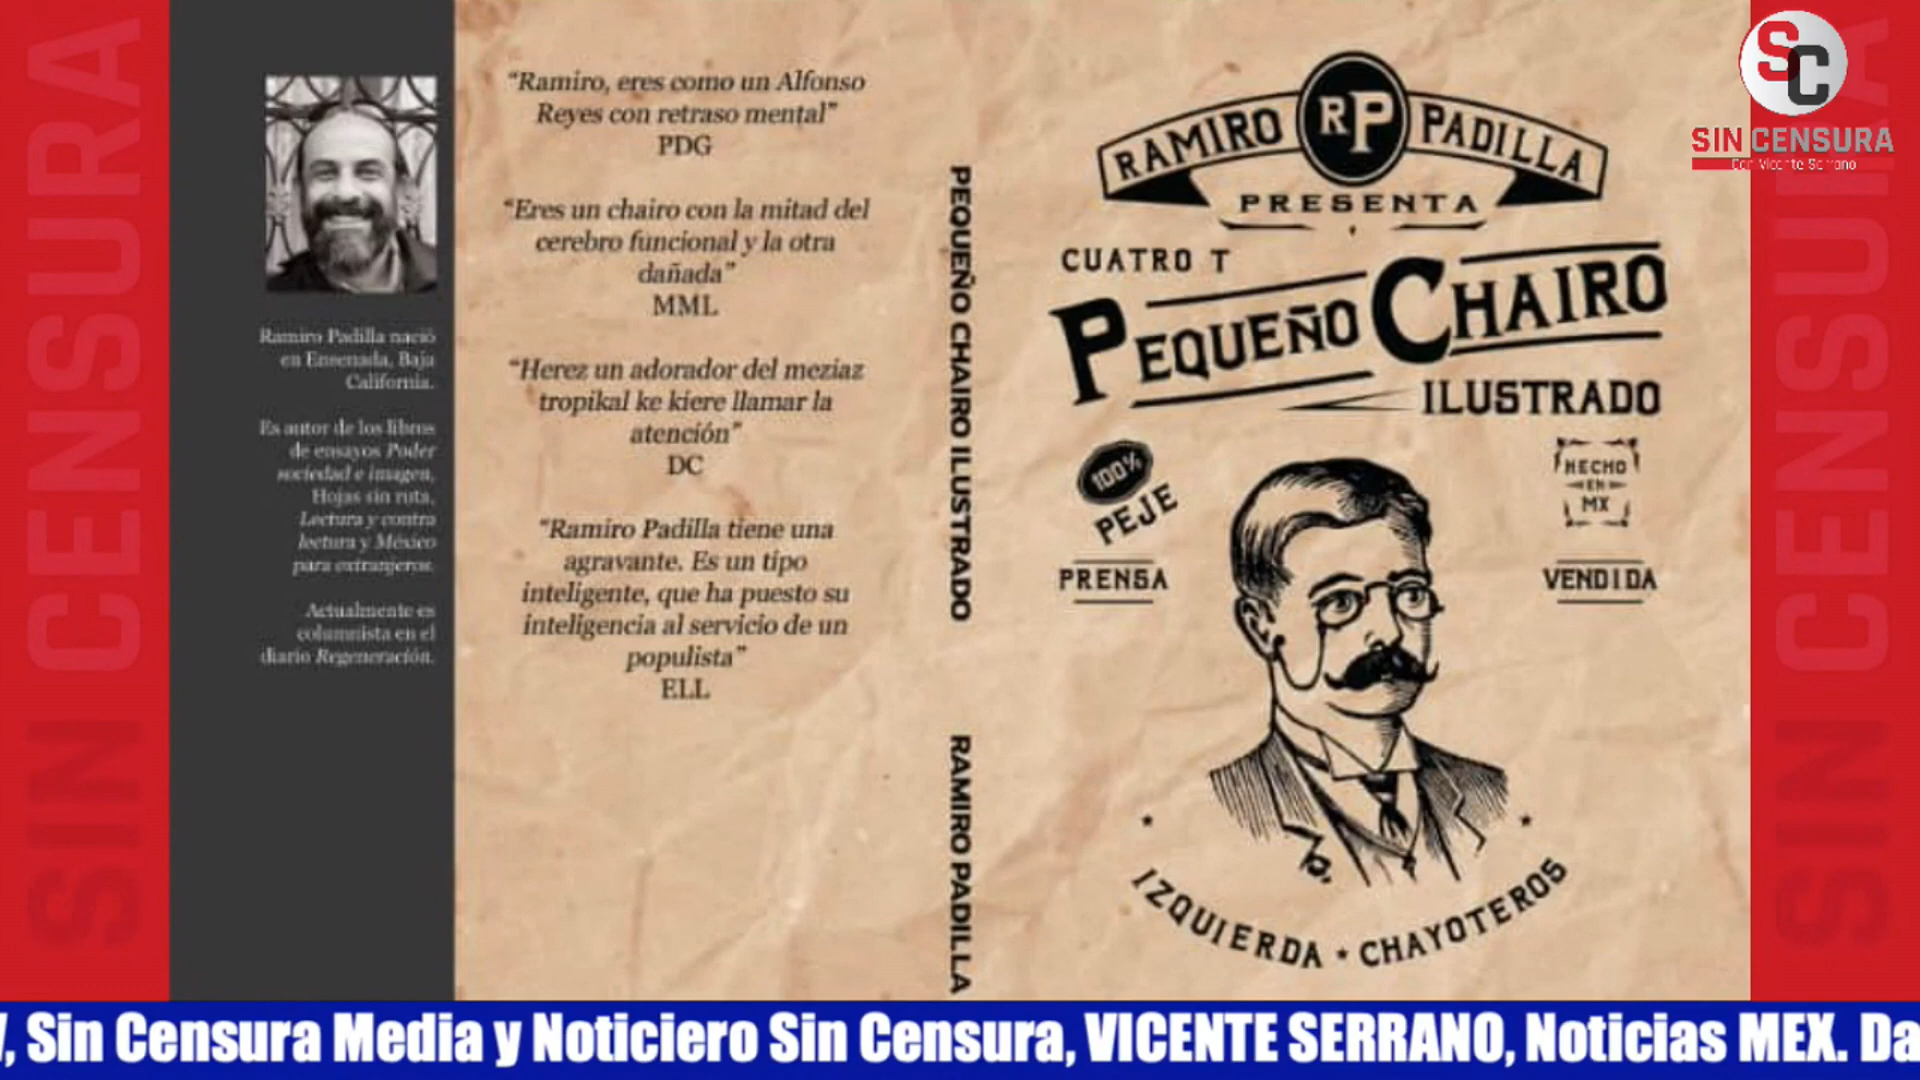 SIN CENSURA
Ramiro Padilla nació
en Ensenada, Baja
California.
Es autor de los libros
de ensayos Poder
sociedad e imagen,
Hojas sin ruta,
Lectura y contra
lectura y México
para extranjeros.
Actualmente es
columnista en el
diario Regeneración.
“Ramiro, eres como un Alfonso
Reyes con retraso mental”
PDG
“Eres un chairo con la mitad del
cerebro funcional y la otra
dañada”
MML
“Herez un adorador del meziaz
tropikal ke kiere llamar la
atención”
DC
“Ramiro Padilla tiene una
agravante. Es un tipo
inteligente, que ha puesto su
inteligencia al servicio de un
populista”
ELL
PEQUEÑO CHAIRO ILUSTRADO
RAMIRO PADILLA
RAMIRO RP PADILLA
PRESENTA
CUATRO T
PEQUEÑO CHAIRO
ILUSTRADO
100%
PEJE
PRENSA
HECHO
EN
MX
VENDIDA
IZQUIERDA * CHAYOTEROS
SC
SIN CENSURA
Con Vicente Serrano
SIN CENSURA
, Sin Censura Media y Noticiero Sin Censura, VICENTE SERRANO, Noticias MEX. Da